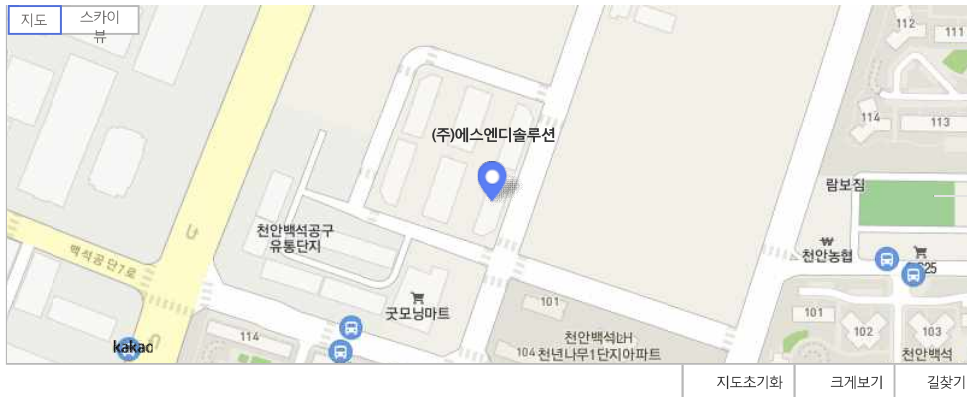 지도
스카이
뷰
112
111
114
113
(주)에스엔디솔루션
람보짐
천안백석공구
유통단지
천안농협
25
백석공단7로
굿모닝마트
101
101
114
천안백석LH
104 천년나무1단지아파트
102
103
천안백석
kakao
지도초기화
크게보기
길찾기